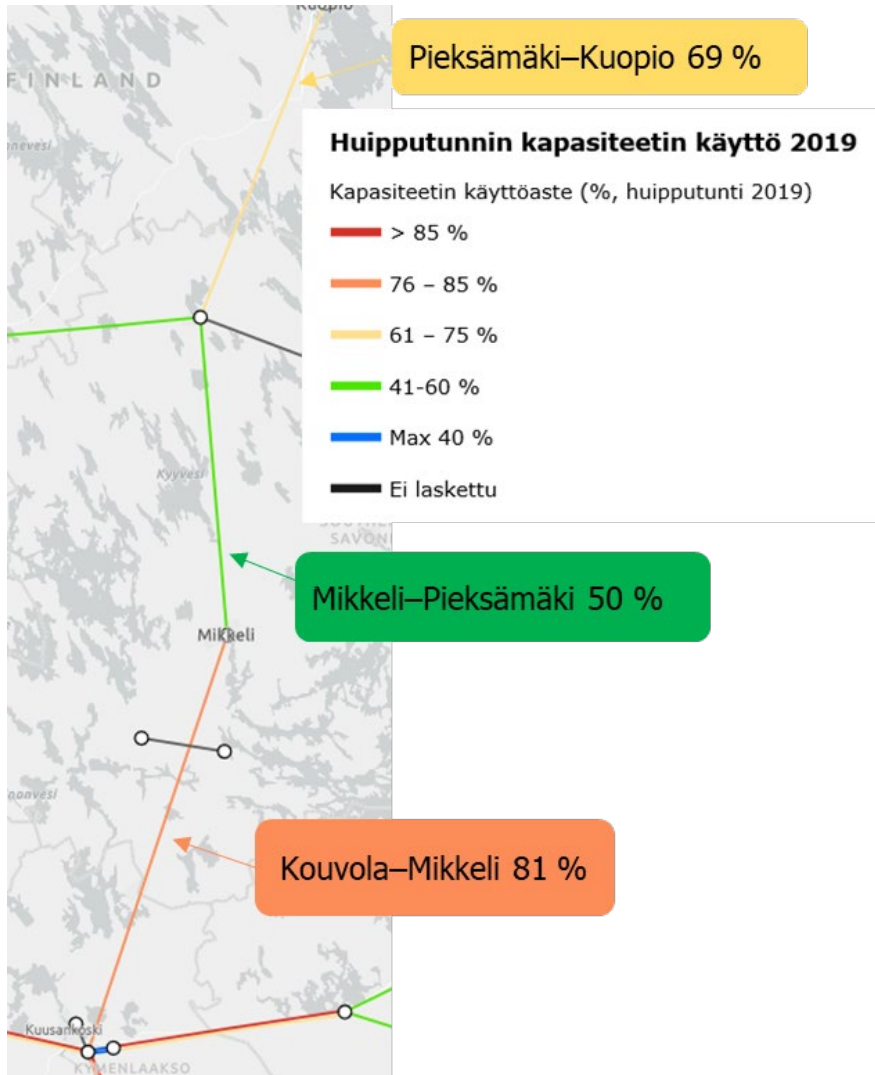 Kuopio
Pieksämäki–Kuopio 69 %
FINLAND
Huipputunnin kapasiteetin käyttö 2019
Kapasiteetin käyttöaste (%, huipputunti 2019)
> 85 %
76 – 85 %
61 – 75 %
41-60 %
Max 40 %
Ei laskettu
Kyyvesi
Mikkeli–Pieksämäki 50 %
Mikkeli
Kouvola–Mikkeli 81 %
Kuusankoski
KYMENLAAKSO